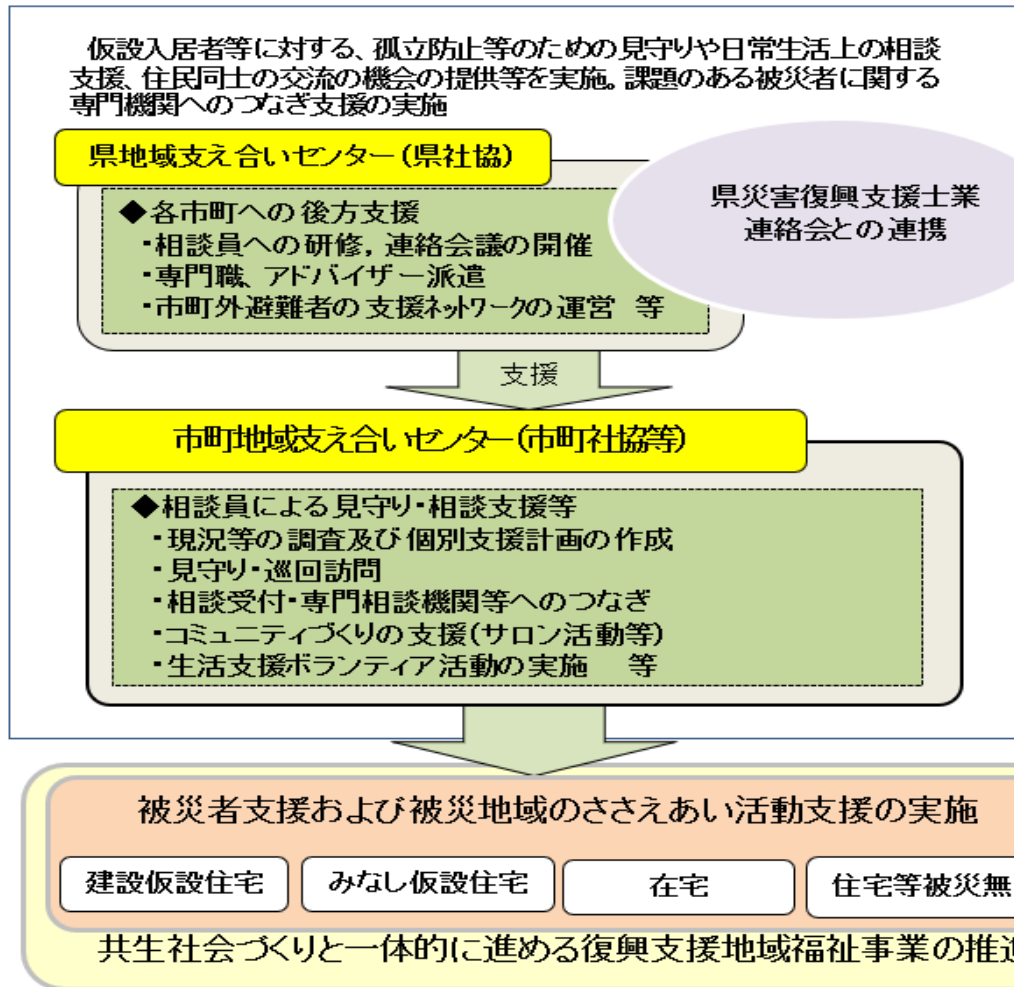 仮設入居者等に対する、孤立防止等のための見守りや日常生活上の相談
支援、住民同士の交流の機会の提供等を実施。課題のある被災者に関する
専門機関へのつなぎ支援の実施
県地域支え合いセンター(県社協)
◆各市町への後方支援
・相談員への研修，連絡会議の開催
・専門職、アドバイザー派遣
・市町外避難者の支援ネットワークの運営　等
県災害復興支援士業
連絡会との連携
支援
市町地域支え合いセンター(市町社協等)
◆相談員による見守り・相談支援等
・現況等の調査及び個別支援計画の作成
・見守り・巡回訪問
・相談受付・専門相談機関等へのつなぎ
・コミュニティづくりの支援(サロン活動等)
・生活支援ボランティア活動の実施　等
被災者支援および被災地域のささえあい活動支援の実施
建設仮設住宅
みなし仮設住宅
在宅
住宅等被災無
共生社会づくりと一体的に進める復興支援地域福祉事業の推進